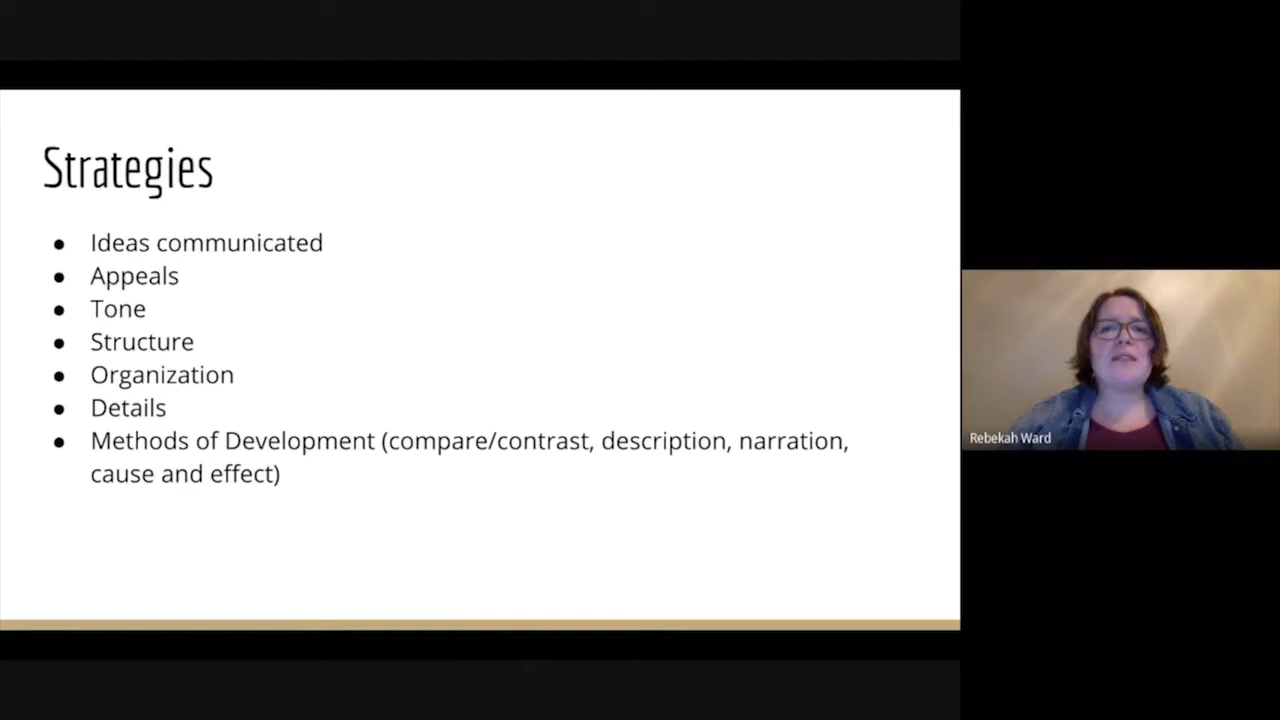 Strategies
● Ideas communicated
● Appeals
● Tone
● Structure
● Organization
● Details
● Methods of Development (compare/contrast, description, narration,
cause and effect)
Rebekah Ward